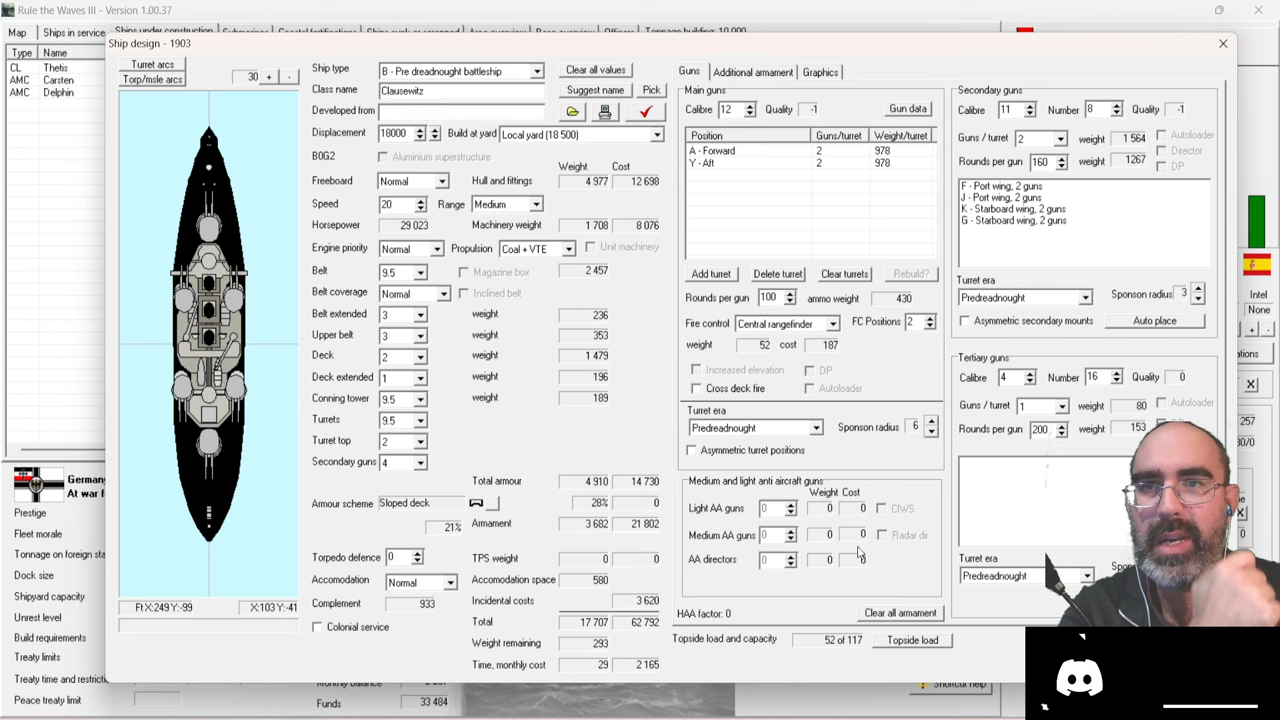 Rule the Waves III - Version 1.00.37
Map Ships in service
Type Name
CL Thetis
AMC Carsten
AMC Delphin
Ship design - 1903
Turret arcs
Torp/msle arcs
30 + -
Ft X:249 Y:-99 X:103 Y:-41
Ship type B - Pre dreadnought battleship Clear all values
Class name Clausewitz Suggest name Pick
Developed from
Displacement 18000 Build at yard Local yard (18 500)
B0G2 Aluminium superstructure
Weight Cost
Freeboard Normal Hull and fittings 4 977 12 698
Speed 20 Range Medium
Horsepower 29 023 Machinery weight 1 708 8 076
Engine priority Normal Propulsion Coal + VTE Unit machinery
Belt 9.5 Magazine box 2 457
Belt coverage Normal Inclined belt
Belt extended 3 weight 236
Upper belt 3 weight 353
Deck 2 weight 1 479
Deck extended 1 weight 196
Conning tower 9.5 weight 189
Turrets 9.5
Turret top 2
Secondary guns 4
Total armour 4 910 14 730
Armour scheme Sloped deck 28% 0
21% Armament 3 682 21 802
Torpedo defence 0 TPS weight 0 0
Accomodation Normal Accomodation space 580
Complement 933 Incidental costs 3 620
Colonial service Total 17 707 62 792
Weight remaining 293
Time, monthly cost 29 2 165
Guns Additional armament Graphics
Main guns
Calibre 12 Quality -1 Gun data
Position Guns/turret Weight/turret
A - Forward 2 978
Y - Aft 2 978
Add turret Delete turret Clear turrets Rebuild?
Rounds per gun 100 ammo weight 430
Fire control Central rangefinder FC Positions 2
weight 52 cost 187
Increased elevation DP
Cross deck fire Autoloader
Turret era
Predreadnought Sponson radius 6
Asymmetric turret positions
Medium and light anti aircraft guns
Weight Cost
Light AA guns 0 0 0 CIWS
Medium AA guns 0 0 0 Radar dir
AA directors 0 0 0
HAA factor: 0 Clear all armament
Topside load and capacity 52 of 117 Topside load
Secondary guns
Calibre 11 Number 8 Quality -1
Guns / turret 2 weight 1 564 Autoloader
Director
Rounds per gun 160 weight 1267 DP
F - Port wing, 2 guns
J - Port wing, 2 guns
K - Starboard wing, 2 guns
G - Starboard wing, 2 guns
Turret era
Predreadnought Sponson radius 3
Asymmetric secondary mounts Auto place
Tertiary guns
Calibre 4 Number 16 Quality 0
Guns / turret 1 weight 80 Autoloader
Rounds per gun 200 weight 153
Turret era
Predreadnought
Germany
At war
Prestige
Fleet morale
Tonnage on foreign sta
Dock size
Shipyard capacity
Unrest level
Build requirements
Treaty limits
Treaty time and restricti
Peace treaty limit
Funds 33 484
Intel
None
+ -
ations
257
30/0
Shortcut help